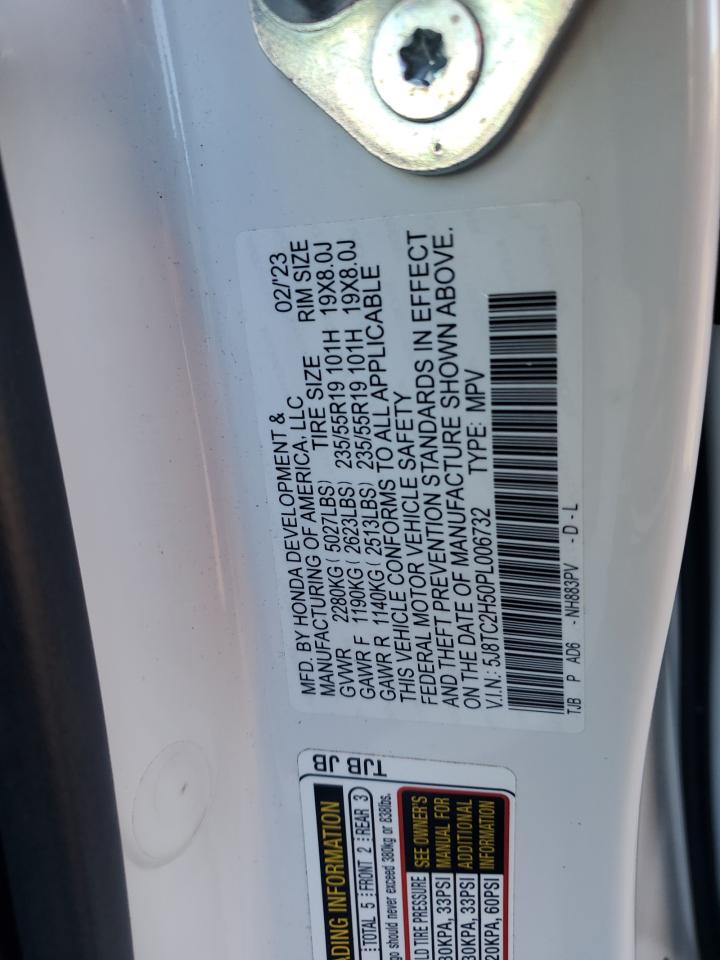 MFD. BY HONDA DEVELOPMENT &
MANUFACTURING OF AMERICA, LLC 02/'23
TIRE SIZE RIM SIZE
GVWR 2280KG ( 5027LBS)
GAWR F 1190KG ( 2623LBS) 235/55R19 101H 19X8.0J
GAWR R 1140KG ( 2513LBS) 235/55R19 101H 19X8.0J
THIS VEHICLE CONFORMS TO ALL APPLICABLE
FEDERAL MOTOR VEHICLE SAFETY
AND THEFT PREVENTION STANDARDS IN EFFECT
ON THE DATE OF MANUFACTURE SHOWN ABOVE.
V.I.N.: 5J8TC2H50PL006732 TYPE: MPV
TJB P AD6 -NH883PV -D-L
TJB
JB
ADING INFORMATION
: TOTAL 5 : FRONT 2 : REAR 3
go should never exceed 380kg or 838lbs.
LD TIRE PRESSURE
30KPA, 33PSI
30KPA, 33PSI
20KPA, 60PSI
SEE OWNER'S
MANUAL FOR
ADDITIONAL
INFORMATION